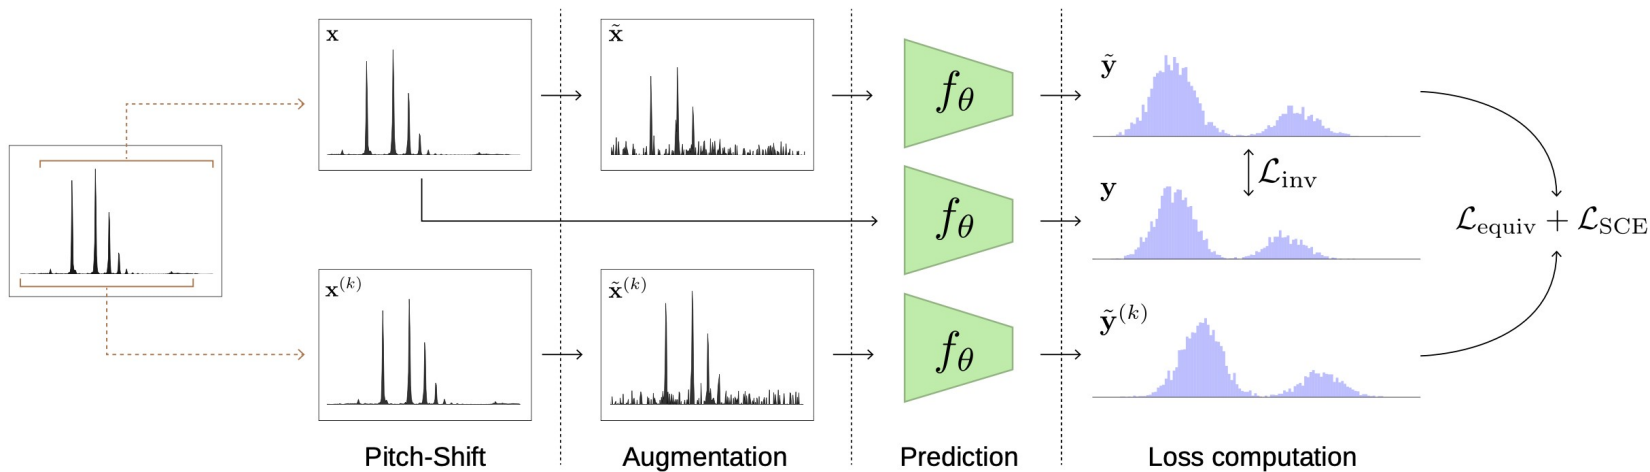 x
x̃
f_θ
ỹ
L_inv
f_θ
y
L_equiv + L_SCE
x^(k)
x̃^(k)
f_θ
ỹ^(k)
Pitch-Shift
Augmentation
Prediction
Loss computation